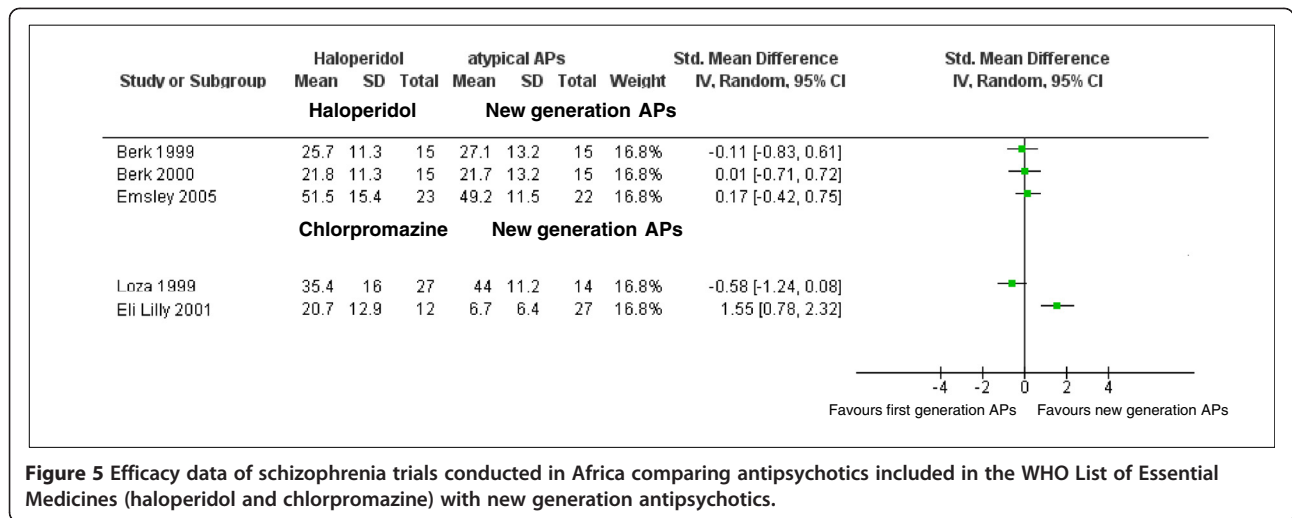 Haloperidol atypical APs Std. Mean Difference Std. Mean Difference
Study or Subgroup Mean SD Total Mean SD Total Weight IV, Random, 95% CI IV, Random, 95% CI
Haloperidol New generation APs
Berk 1999 25.7 11.3 15 27.1 13.2 15 16.8% -0.11 [-0.83, 0.61]
Berk 2000 21.8 11.3 15 21.7 13.2 15 16.8% 0.01 [-0.71, 0.72]
Emsley 2005 51.5 15.4 23 49.2 11.5 22 16.8% 0.17 [-0.42, 0.75]
Chlorpromazine New generation APs
Loza 1999 35.4 16 27 44 11.2 14 16.8% -0.58 [-1.24, 0.08]
Eli Lilly 2001 20.7 12.9 12 6.7 6.4 27 16.8% 1.55 [0.78, 2.32]
-4 -2 0 2 4
Favours first generation APs Favours new generation APs
Figure 5 Efficacy data of schizophrenia trials conducted in Africa comparing antipsychotics included in the WHO List of Essential
Medicines (haloperidol and chlorpromazine) with new generation antipsychotics.